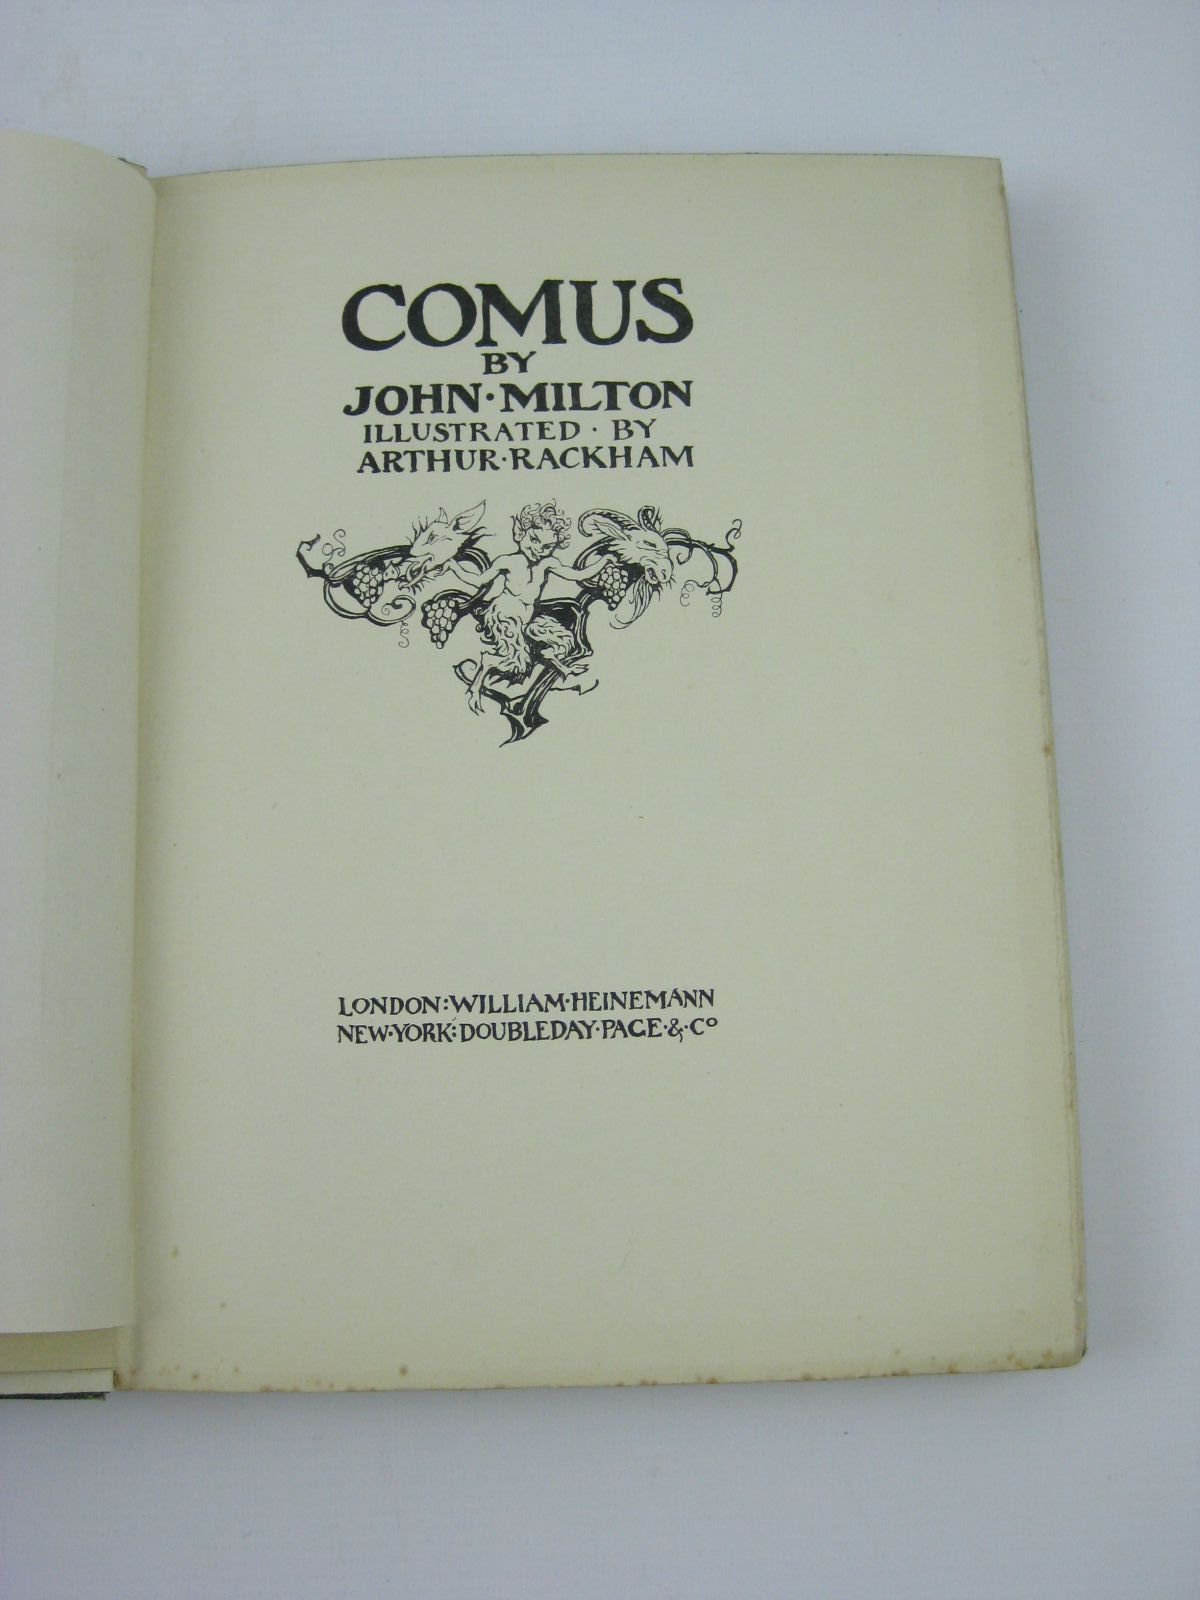 COMUS
BY
JOHN·MILTON
ILLUSTRATED·BY
ARTHUR·RACKHAM
LONDON:WILLIAM·HEINEMANN
NEW·YORK:DOUBLEDAY·PAGE·&·Co